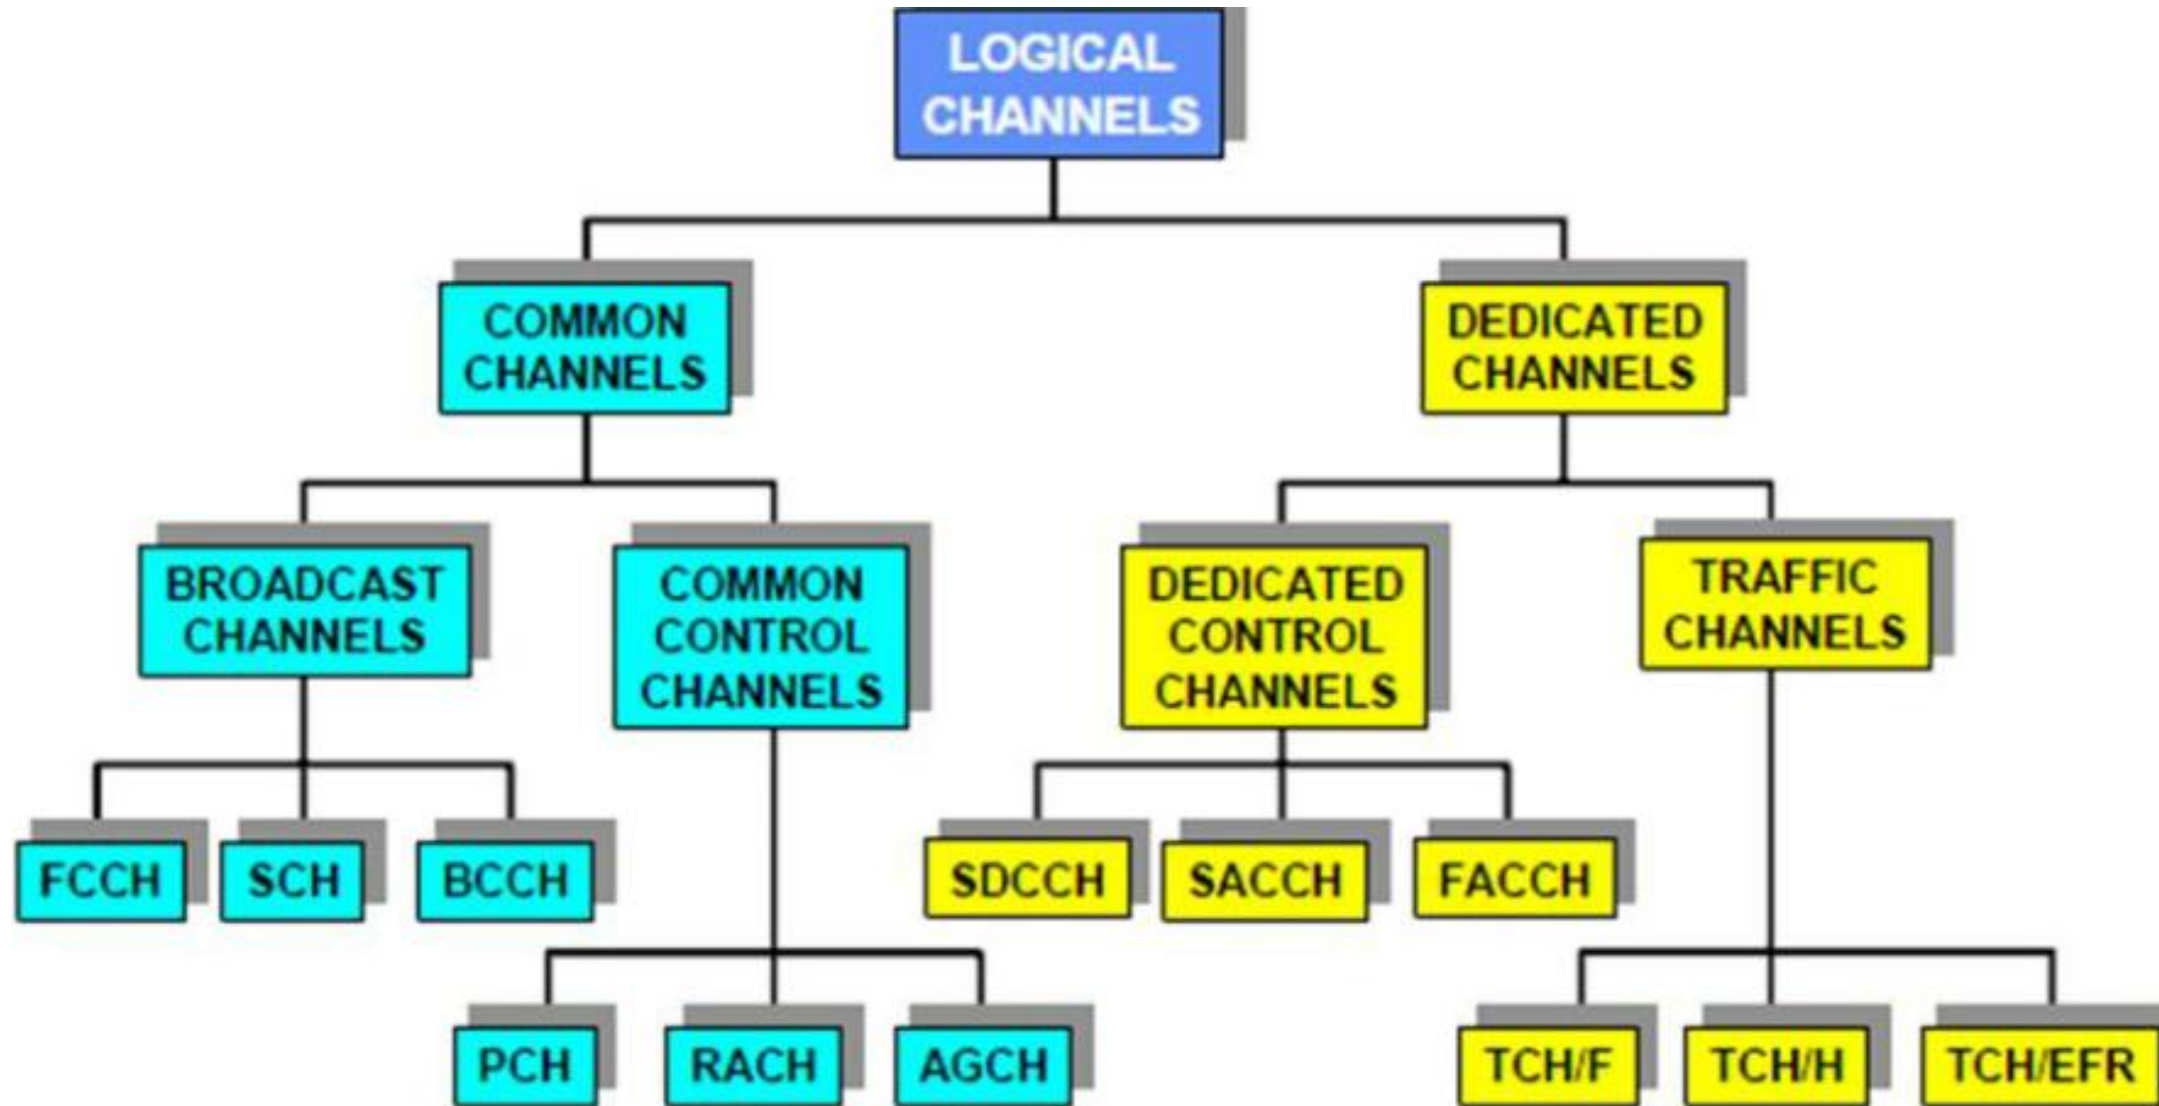 LOGICAL
CHANNELS
COMMON
CHANNELS
DEDICATED
CHANNELS
BROADCAST
CHANNELS
COMMON
CONTROL
CHANNELS
DEDICATED
CONTROL
CHANNELS
TRAFFIC
CHANNELS
FCCH
SCH
BCCH
SDCCH
SACCH
FACCH
PCH
RACH
AGCH
TCH/F
TCH/H
TCH/EFR